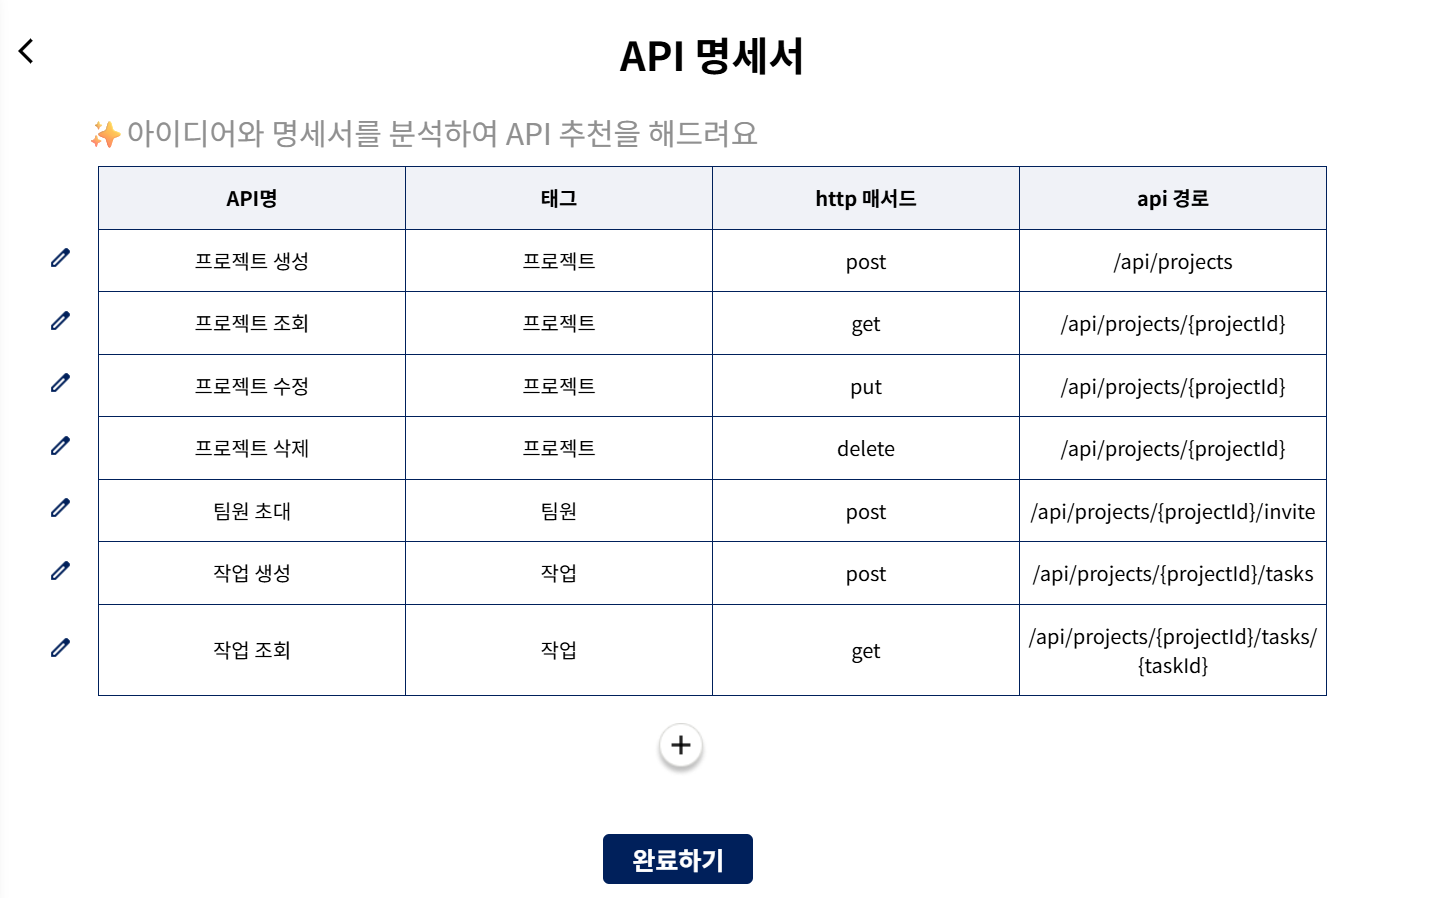 API 명세서
✨ 아이디어와 명세서를 분석하여 API 추천을 해드려요
API명 태그 http 매서드 api 경로
프로젝트 생성 프로젝트 post /api/projects
프로젝트 조회 프로젝트 get /api/projects/{projectId}
프로젝트 수정 프로젝트 put /api/projects/{projectId}
프로젝트 삭제 프로젝트 delete /api/projects/{projectId}
팀원 초대 팀원 post /api/projects/{projectId}/invite
작업 생성 작업 post /api/projects/{projectId}/tasks
작업 조회 작업 get /api/projects/{projectId}/tasks/
{taskId}
완료하기